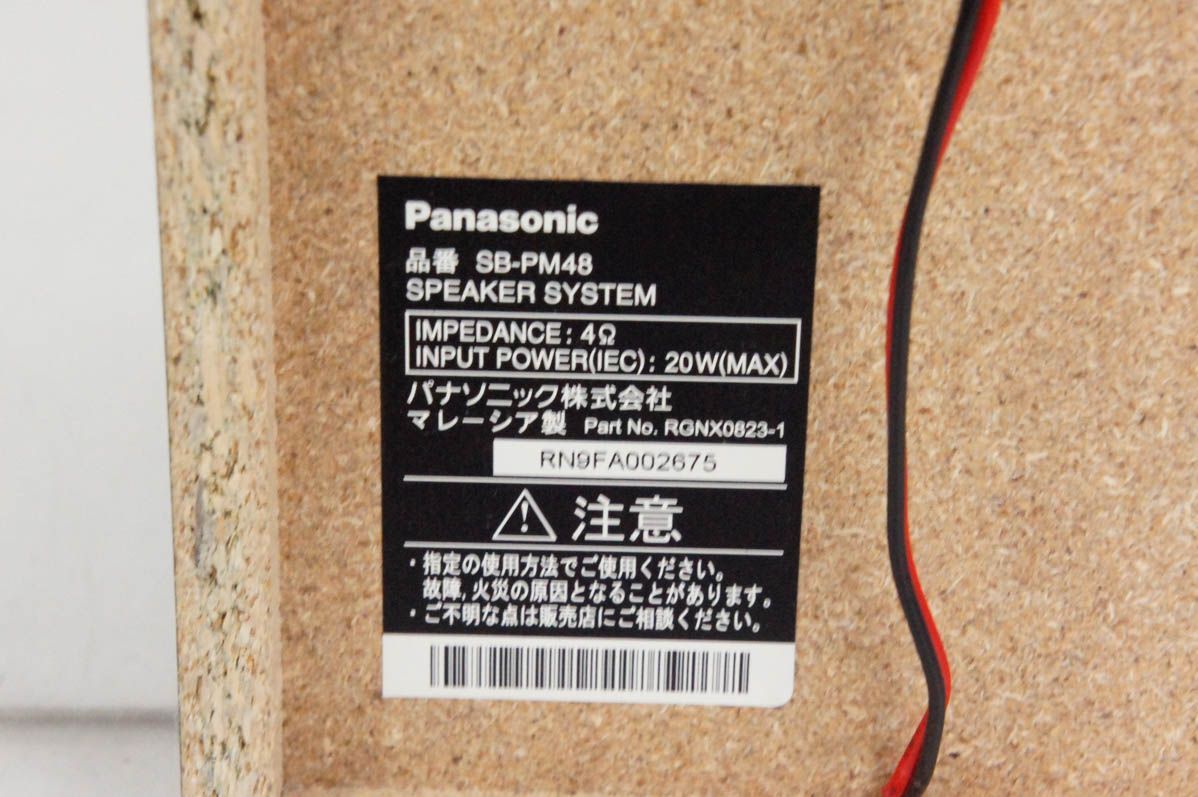 Panasonic
品番 SB-PM48
SPEAKER SYSTEM
IMPEDANCE : 4Ω
INPUT POWER(IEC) : 20W(MAX)
パナソニック株式会社
マレーシア製 Part No. RGNX0823-1
RN9FA002675
注意
・指定の使用方法でご使用ください。
故障,火災の原因となることがあります。
・ご不明な点は販売店にご相談ください。